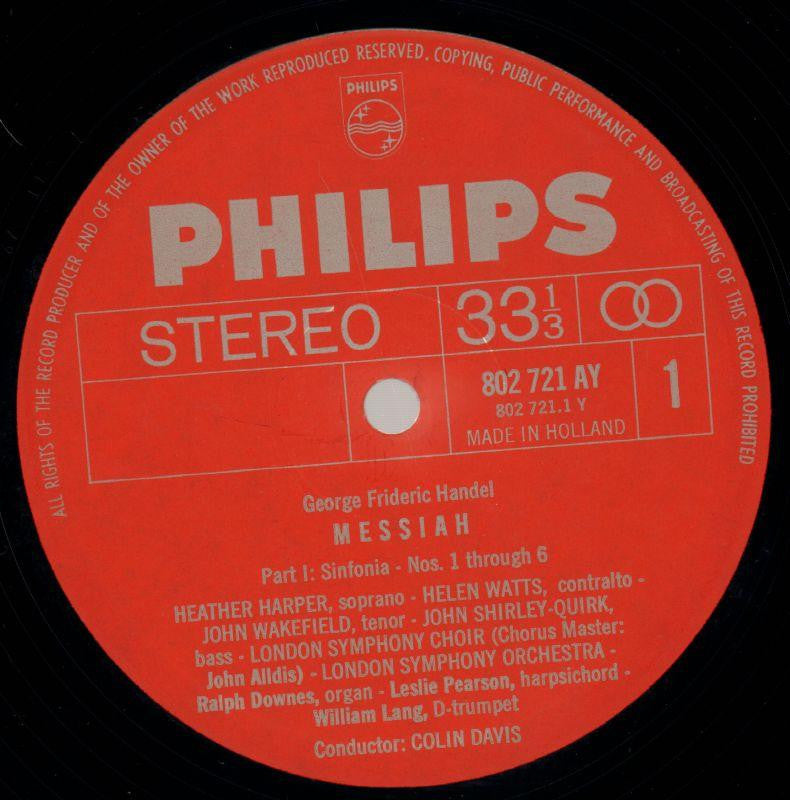 ALL RIGHTS OF THE RECORD PRODUCER AND OF THE OWNER OF THE WORK REPRODUCED RESERVED. COPYING, PUBLIC PERFORMANCE AND BROADCASTING OF THIS RECORD PROHIBITED
PHILIPS
PHILIPS
STEREO 33 1/3
802 721 AY 1
802 721.1 Y
MADE IN HOLLAND
George Frideric Handel
MESSIAH
Part I: Sinfonia - Nos. 1 through 6
HEATHER HARPER, soprano - HELEN WATTS, contralto -
JOHN WAKEFIELD, tenor - JOHN SHIRLEY-QUIRK,
bass - LONDON SYMPHONY CHOIR (Chorus Master:
John Alldis) - LONDON SYMPHONY ORCHESTRA -
Ralph Downes, organ - Leslie Pearson, harpsichord -
William Lang, D-trumpet
Conductor: COLIN DAVIS